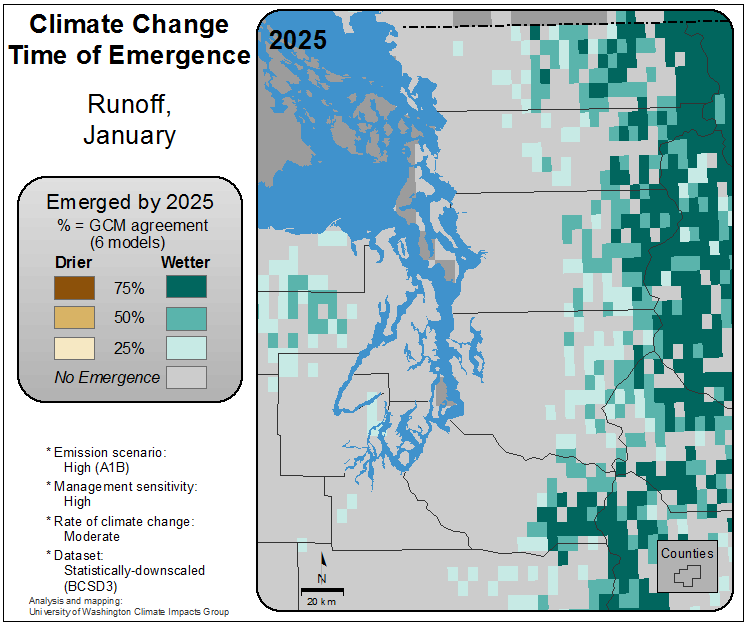 Climate Change
Time of Emergence
Runoff,
January
Emerged by 2025
% = GCM agreement
(6 models)
Drier Wetter
75%
50%
25%
No Emergence
* Emission scenario:
High (A1B)
* Management sensitivity:
High
* Rate of climate change:
Moderate
* Dataset:
Statistically-downscaled
(BCSD3)
Analysis and mapping:
University of Washington Climate Impacts Group
2025
N
20 km
Counties